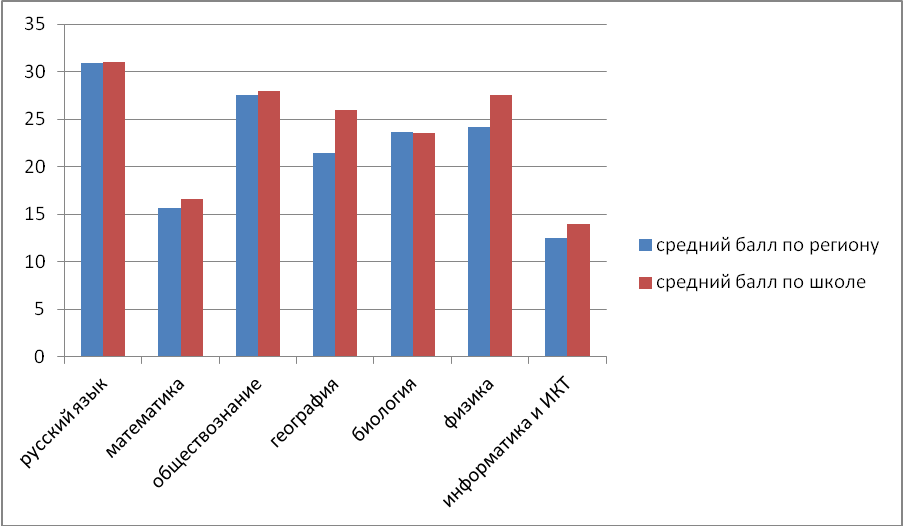 35
30
25
20
15
10
5
0
русский язык
математика
обществознание
география
биология
физика
информатика и ИКТ
средний балл по региону
средний балл по школе